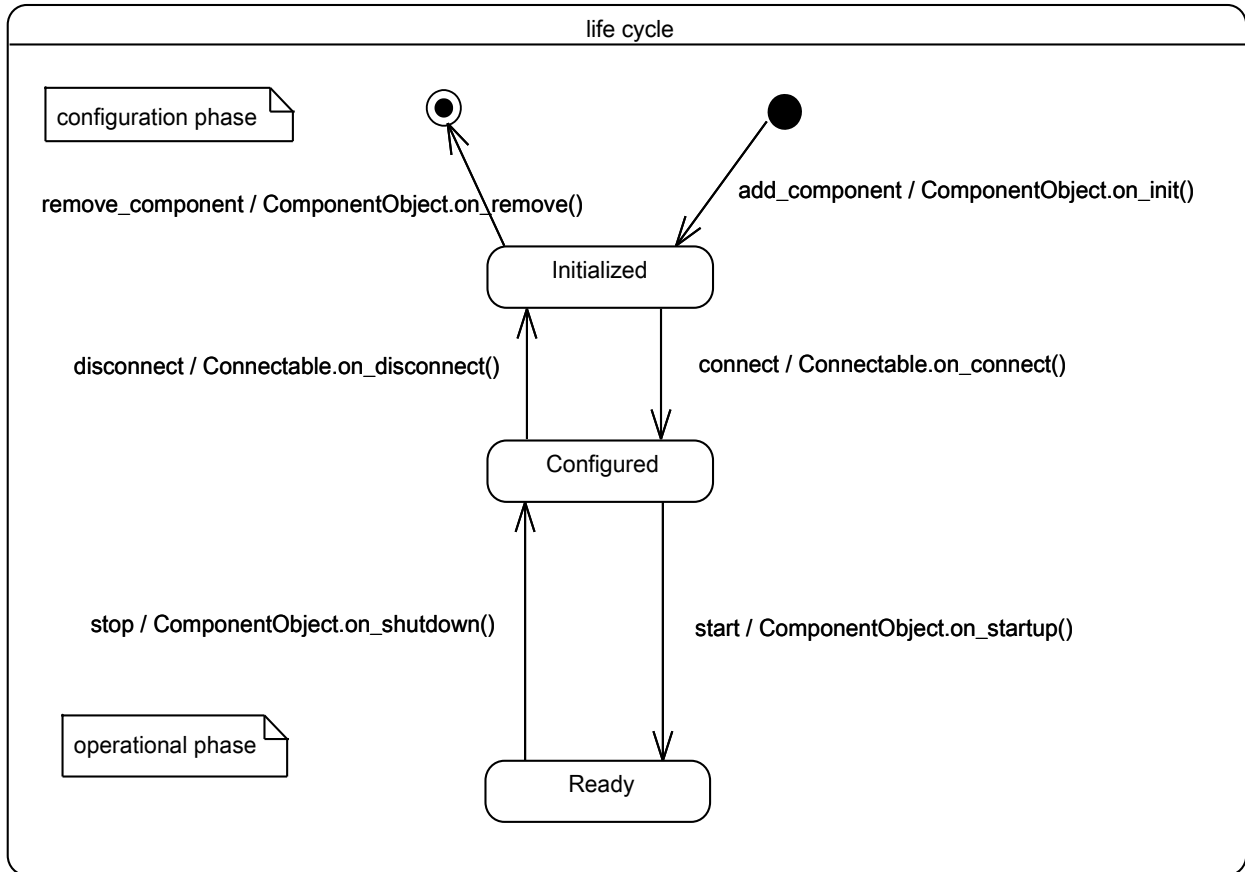 life cycle
configuration phase
add_component / ComponentObject.on_init()
remove_component / ComponentObject.on_remove()
Initialized
disconnect / Connectable.on_disconnect()
connect / Connectable.on_connect()
Configured
stop / ComponentObject.on_shutdown()
start / ComponentObject.on_startup()
operational phase
Ready